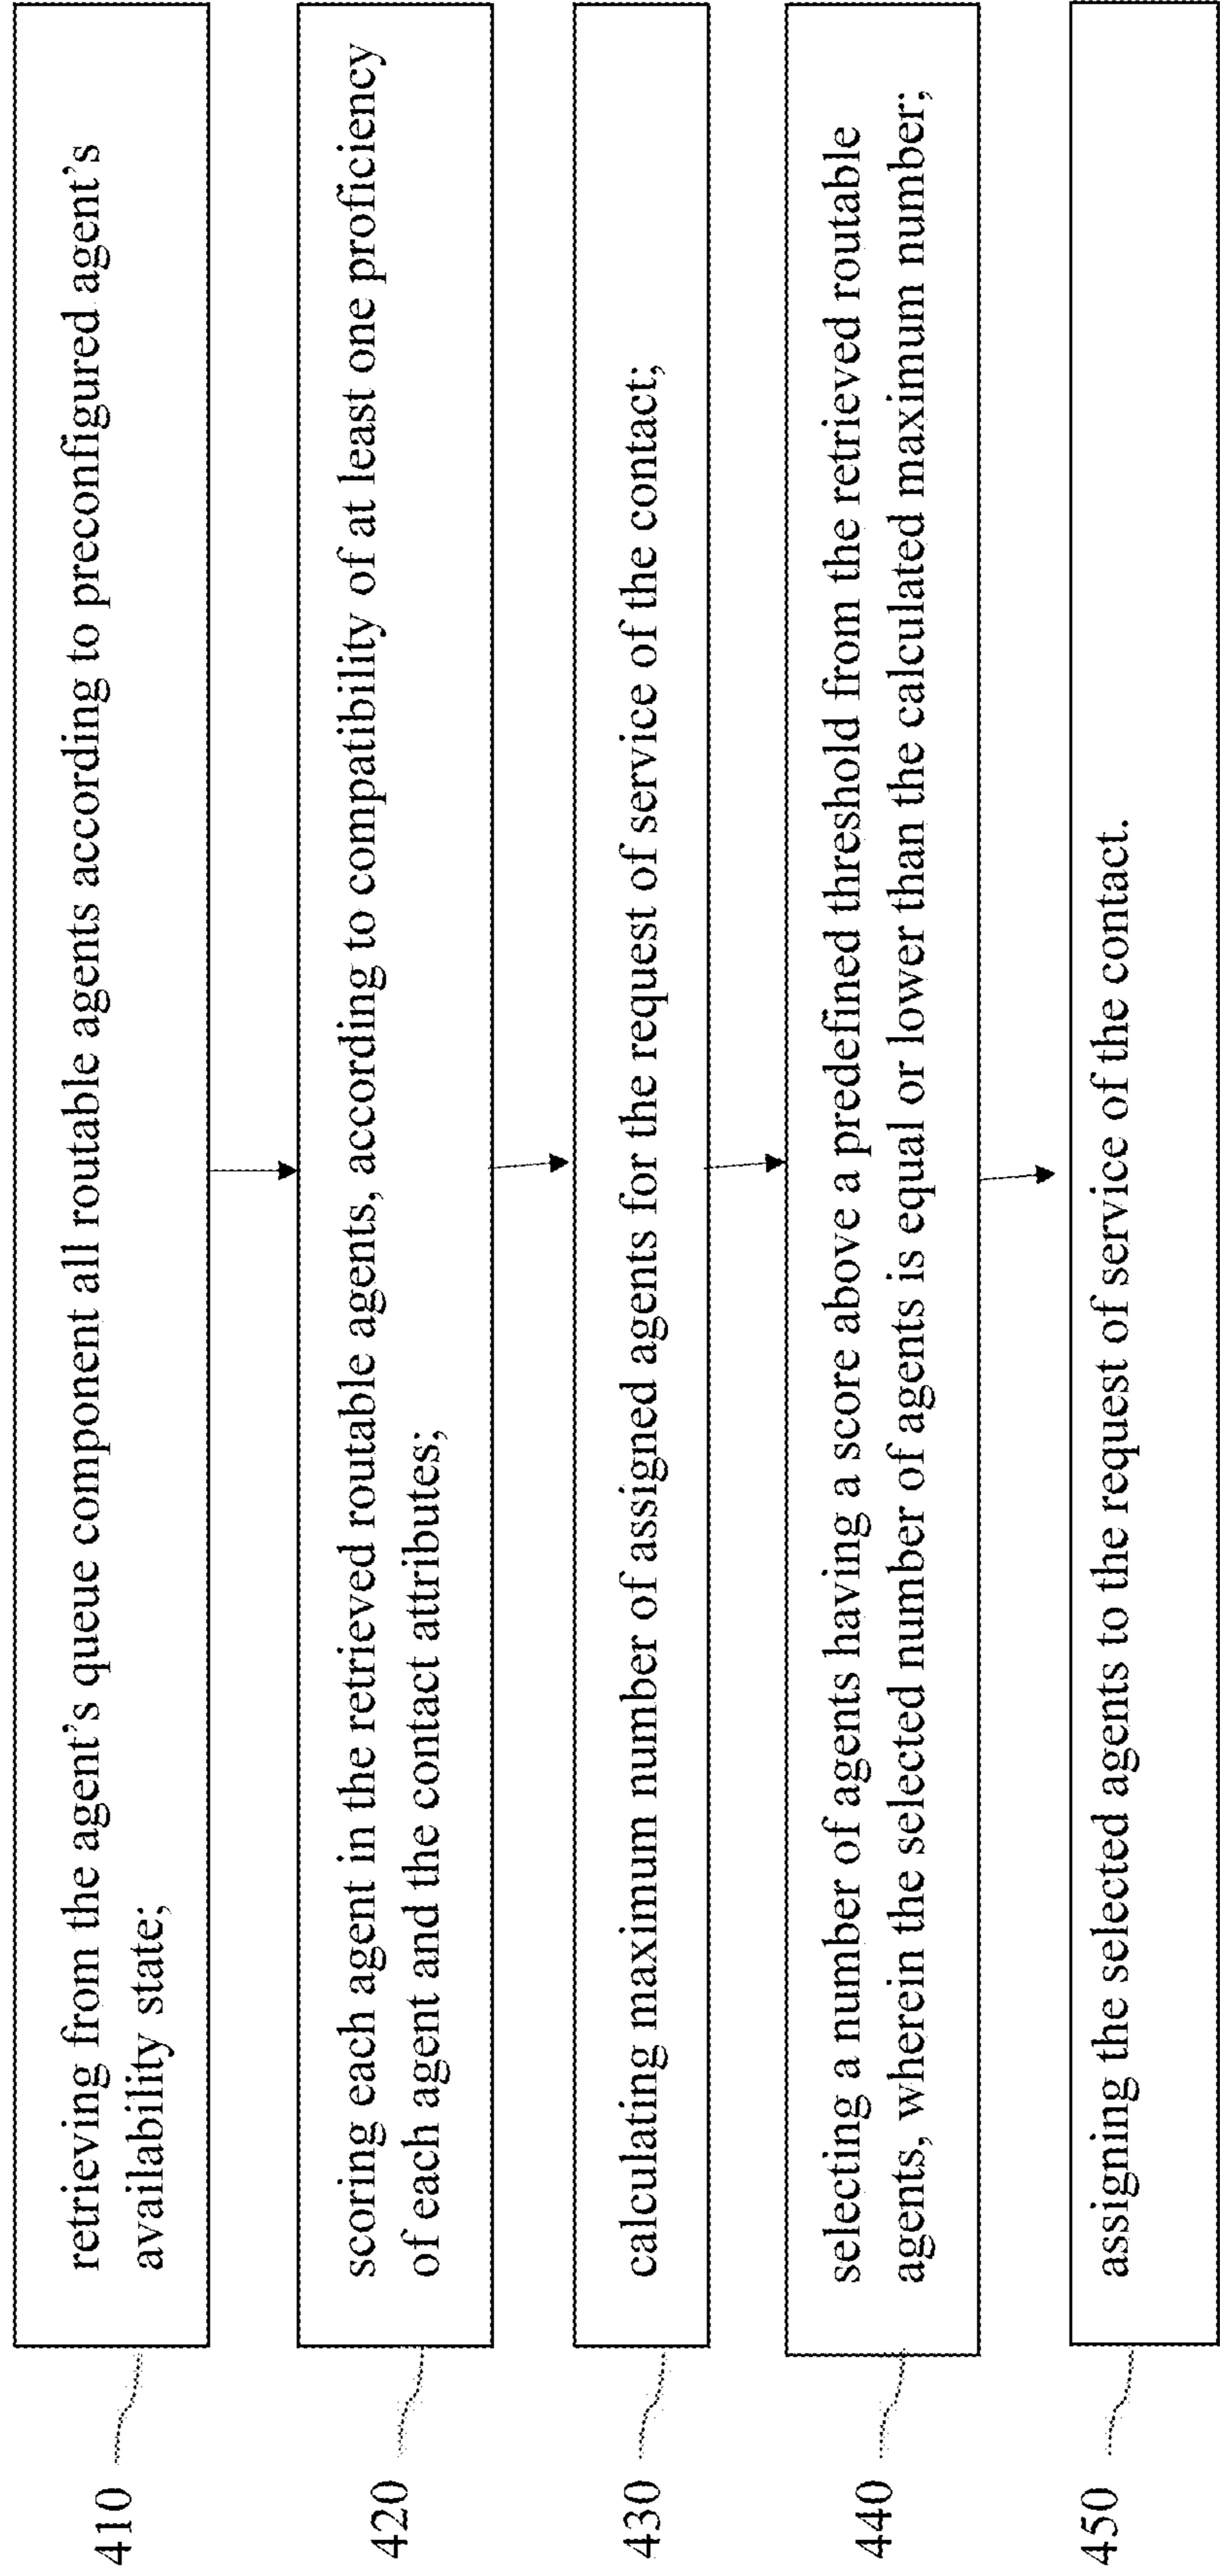 410
retrieving from the agent's queue component all routable agents according to preconfigured agent's
availability state;
420
scoring each agent in the retrieved routable agents, according to compatibility of at least one proficiency
of each agent and the contact attributes;
430
calculating maximum number of assigned agents for the request of service of the contact;
440
selecting a number of agents having a score above a predefined threshold from the retrieved routable
agents, wherein the selected number of agents is equal or lower than the calculated maximum number;
450
assigning the selected agents to the request of service of the contact.